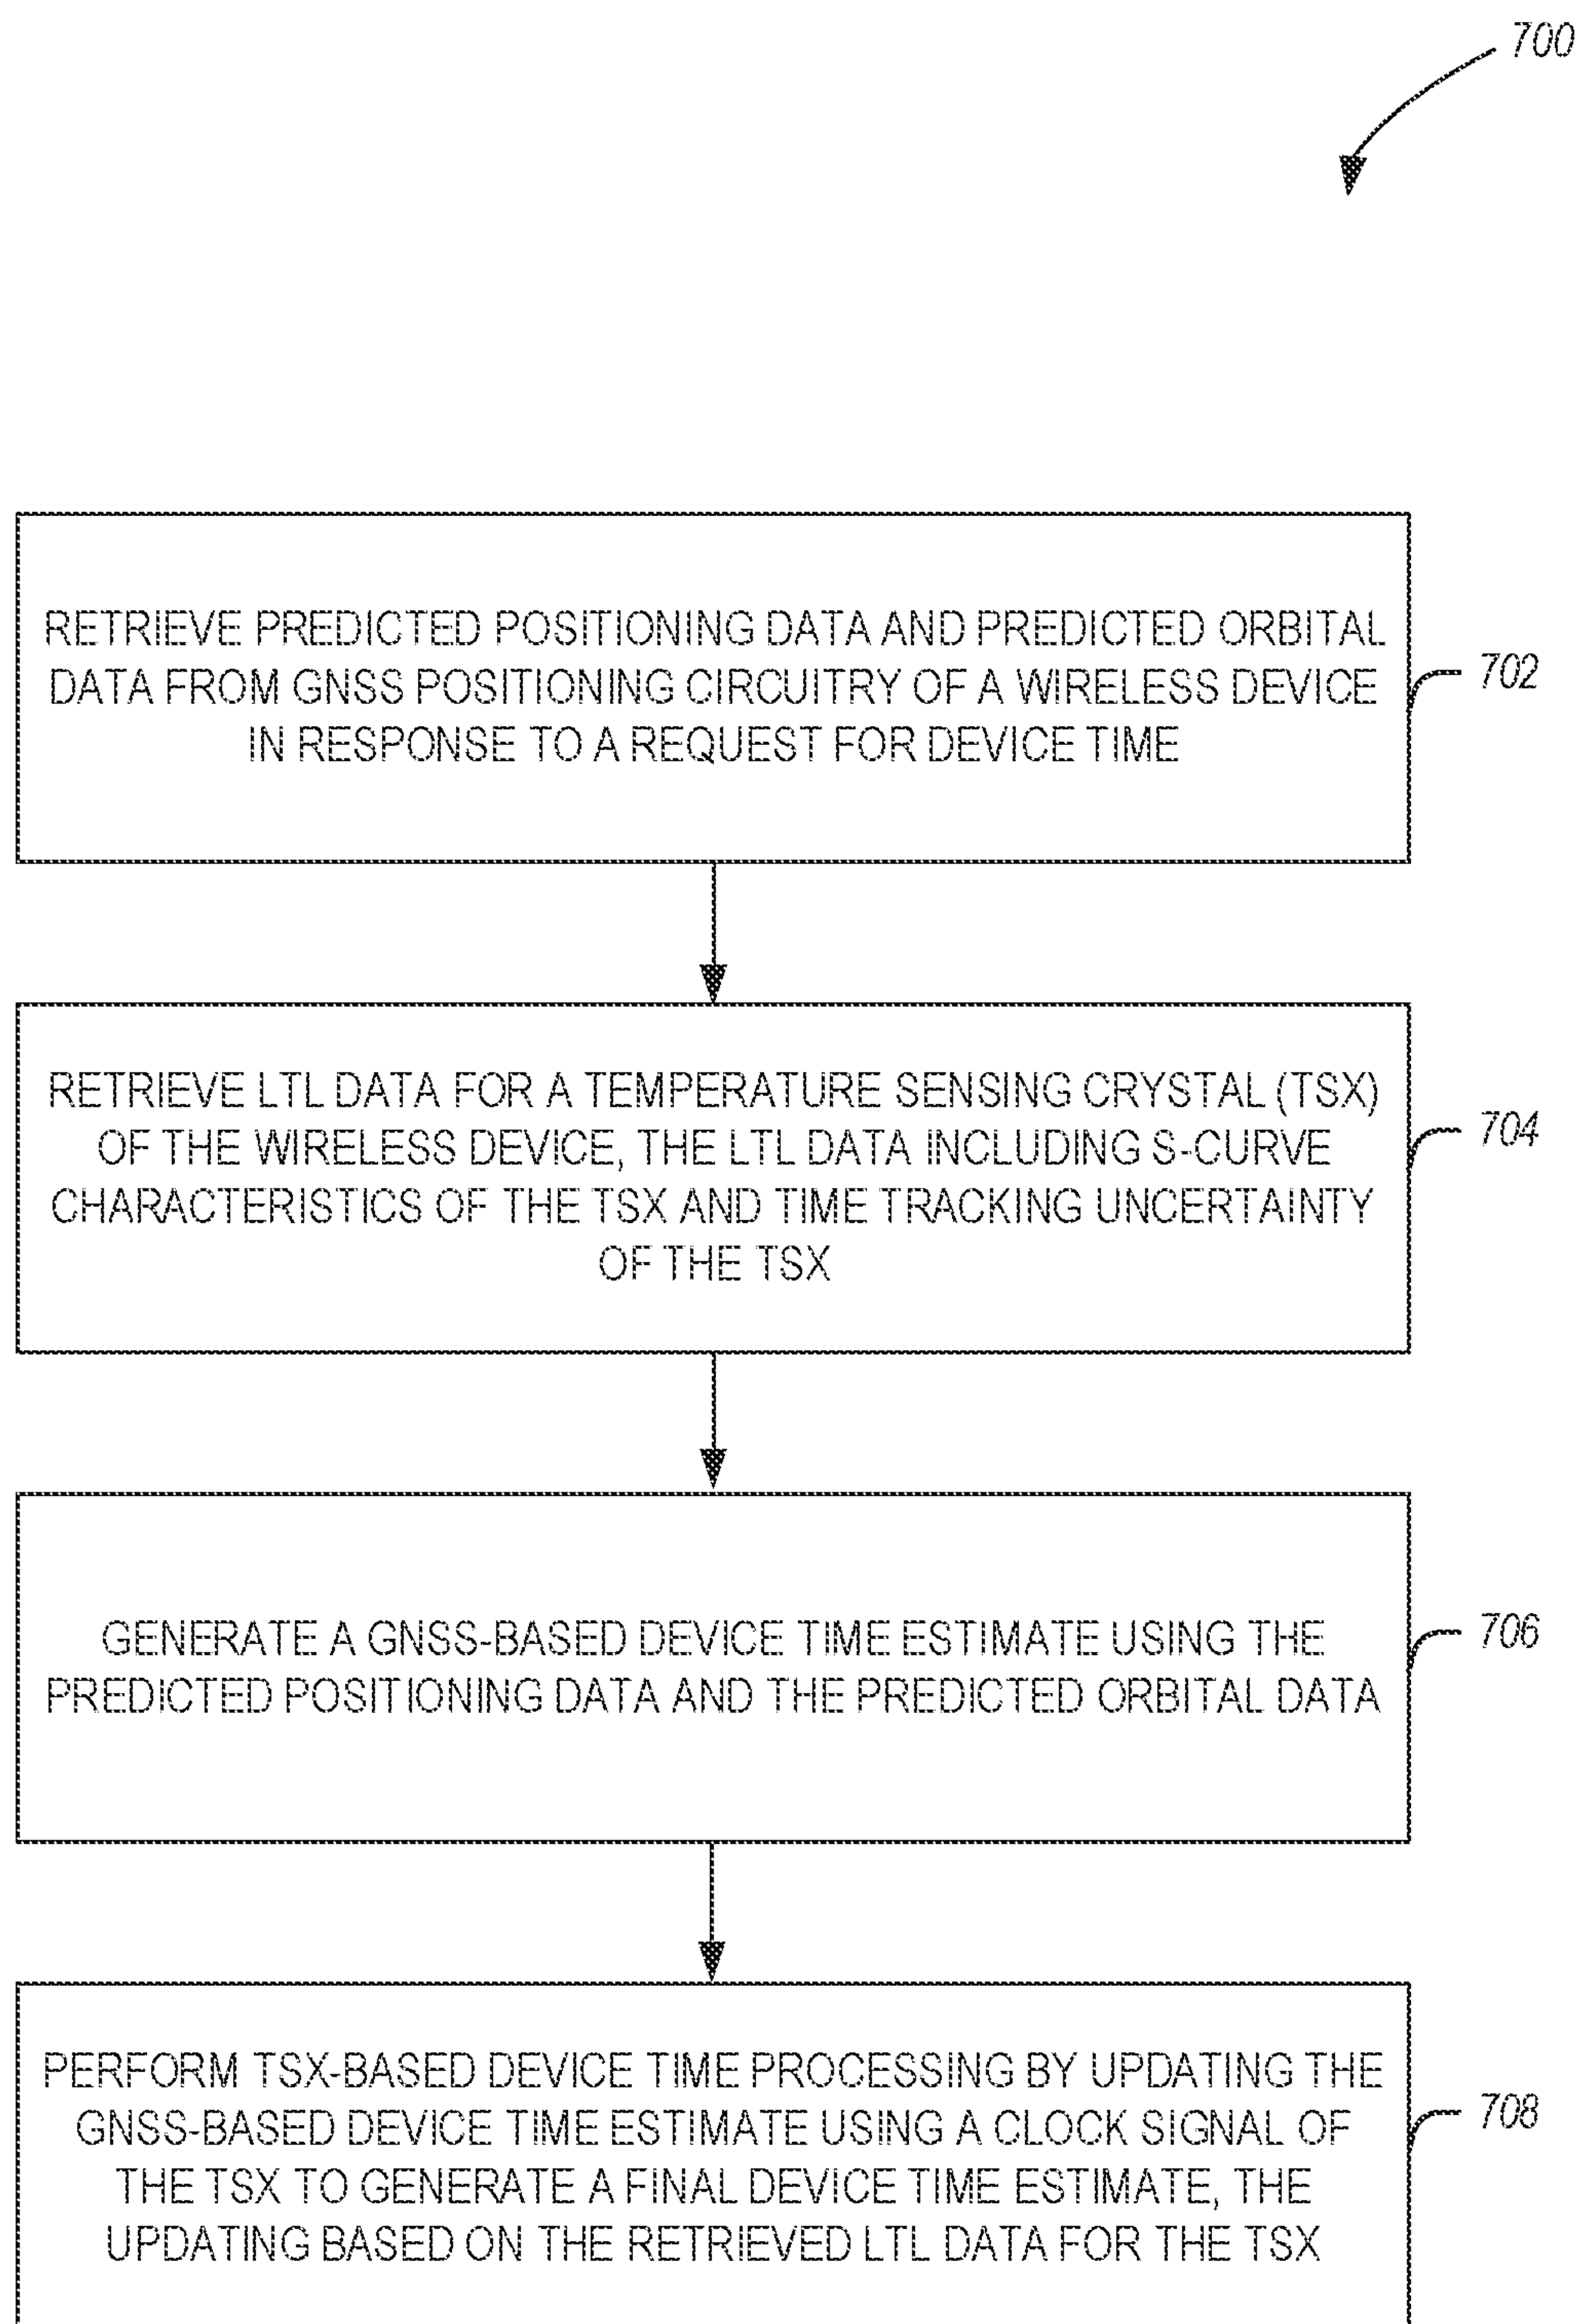 700
RETRIEVE PREDICTED POSITIONING DATA AND PREDICTED ORBITAL
DATA FROM GNSS POSITIONING CIRCUITRY OF A WIRELESS DEVICE
IN RESPONSE TO A REQUEST FOR DEVICE TIME
702
RETRIEVE LTL DATA FOR A TEMPERATURE SENSING CRYSTAL (TSX)
OF THE WIRELESS DEVICE, THE LTL DATA INCLUDING S-CURVE
CHARACTERISTICS OF THE TSX AND TIME TRACKING UNCERTAINTY
OF THE TSX
704
GENERATE A GNSS-BASED DEVICE TIME ESTIMATE USING THE
PREDICTED POSITIONING DATA AND THE PREDICTED ORBITAL DATA
706
PERFORM TSX-BASED DEVICE TIME PROCESSING BY UPDATING THE
GNSS-BASED DEVICE TIME ESTIMATE USING A CLOCK SIGNAL OF
THE TSX TO GENERATE A FINAL DEVICE TIME ESTIMATE, THE
UPDATING BASED ON THE RETRIEVED LTL DATA FOR THE TSX
708